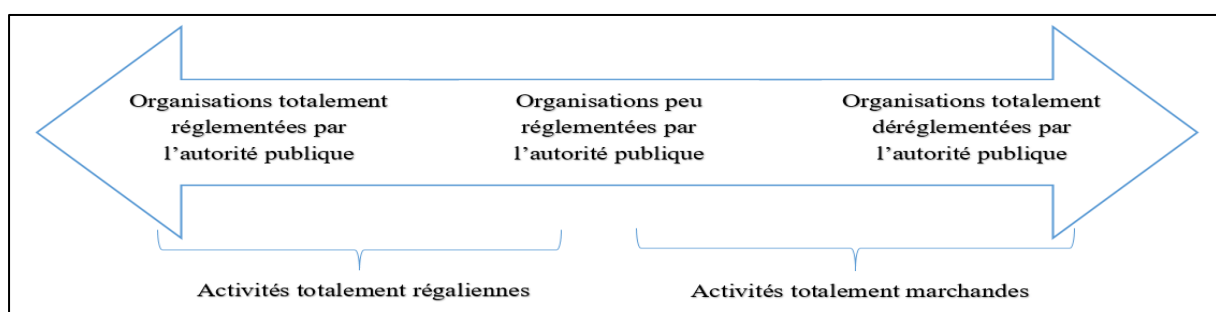 Organisations totalement
réglementées par
l’autorité publique
Organisations peu
réglementées par
l’autorité publique
Organisations totalement
déréglementées par
l’autorité publique
Activités totalement régaliennes
Activités totalement marchandes